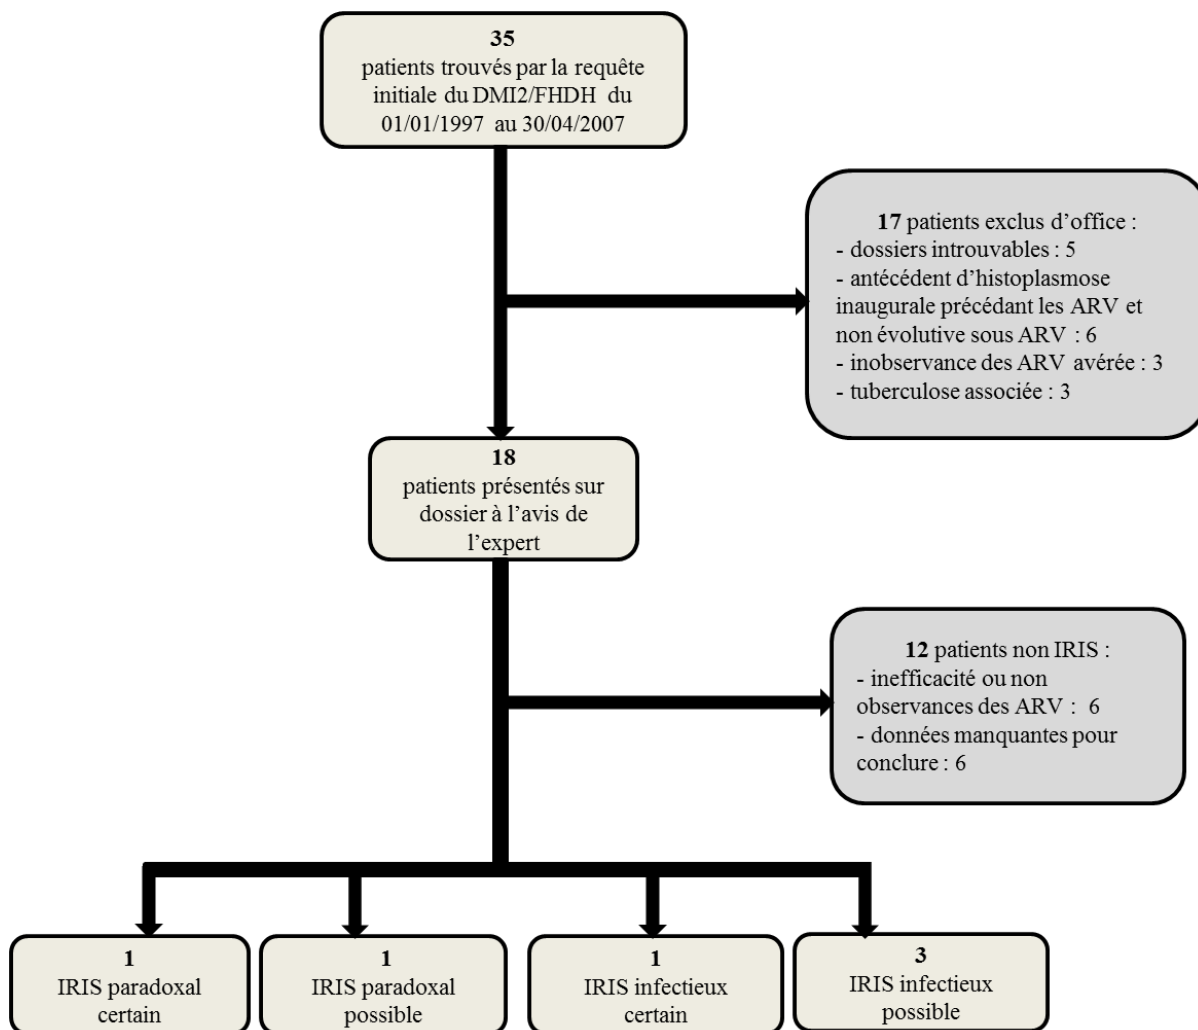 35
patients trouvés par la requête
initiale du DMI2/FHDH du
01/01/1997 au 30/04/2007
17 patients exclus d’office :
- dossiers introuvables : 5
- antécédent d’histoplasmose
inaugurale précédant les ARV et
non évolutive sous ARV : 6
- inobservance des ARV avérée : 3
- tuberculose associée : 3
18
patients présentés sur
dossier à l’avis de
l’expert
12 patients non IRIS :
- inefficacité ou non
observances des ARV : 6
- données manquantes pour
conclure : 6
1
IRIS paradoxal
certain
1
IRIS paradoxal
possible
1
IRIS infectieux
certain
3
IRIS infectieux
possible